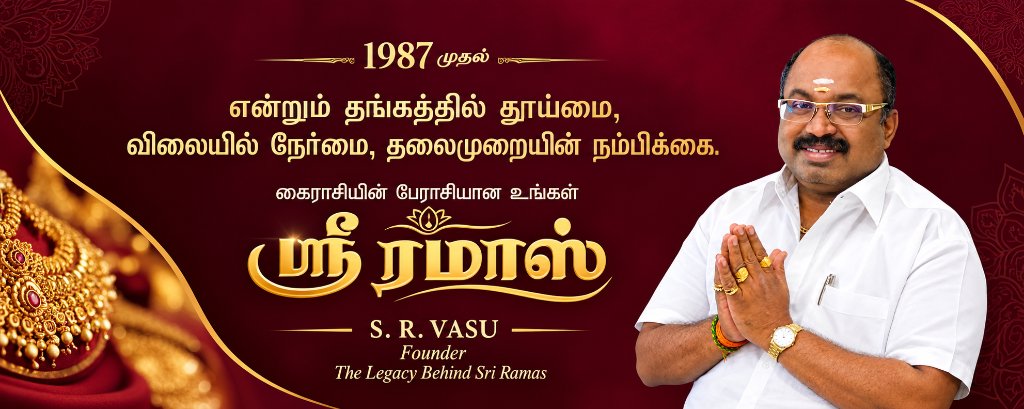 1987 முதல்
என்றும் தங்கத்தில் தூய்மை,
விலையில் நேர்மை, தலைமுறையின் நம்பிக்கை.
கைராசியின் பேராசியான உங்கள்
ஸ்ரீ ரமாஸ்
S. R. VASU
Founder
The Legacy Behind Sri Ramas